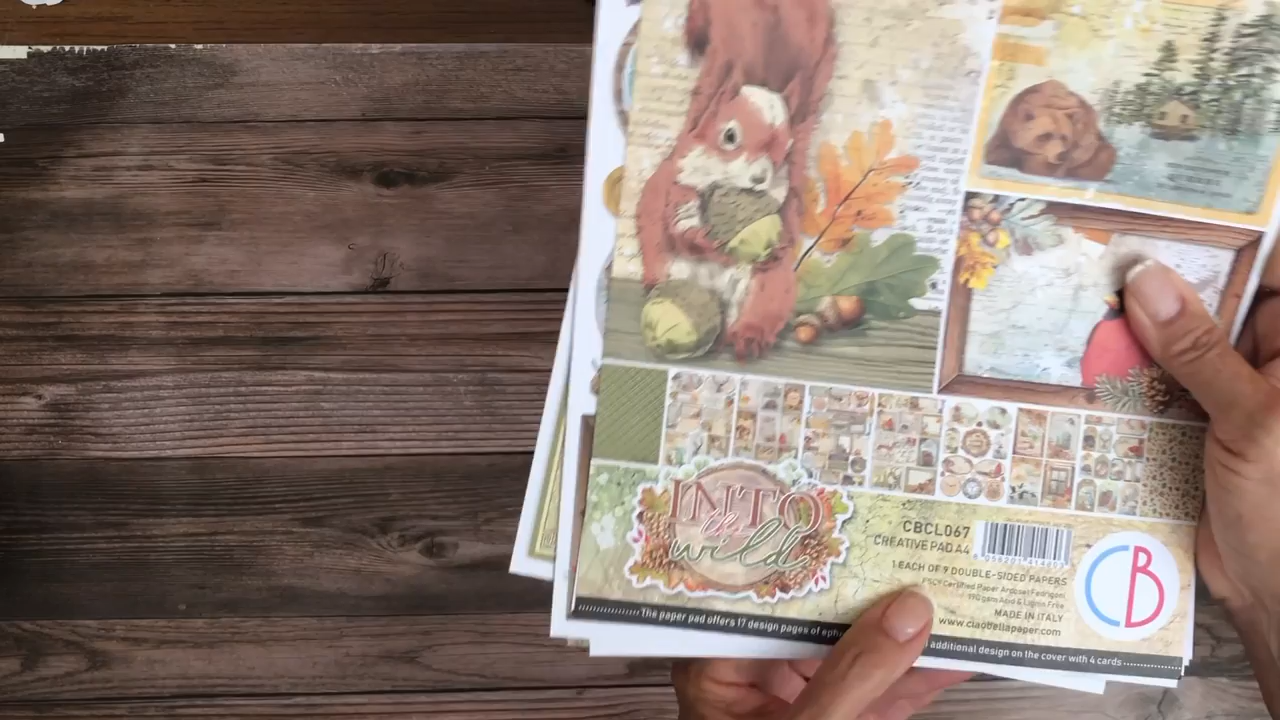 INTO
the
wild
CBCL067
CREATIVE PAD A4
1 EACH OF 9 DOUBLE-SIDED PAPERS
MADE IN ITALY
www.ciaobellapaper.com
CB
The paper pad offers 17 design pages of additional design on the cover with 4 cards